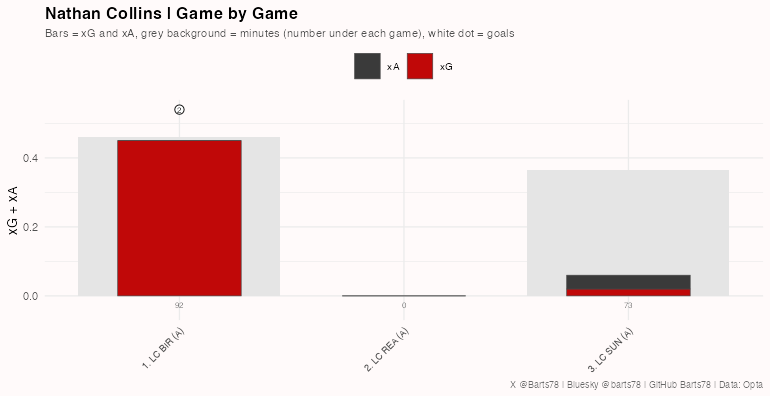 Nathan Collins | Game by Game
Bars = xG and xA, grey background = minutes (number under each game), white dot = goals
xA xG
2
xG + xA
0.4
0.2
0.0
92 0 73
1. LC BIR (A) 2. LC REA (A) 3. LC SUN (A)
X @Barts78 | Bluesky @barts78 | GitHub Barts78 | Data: Opta